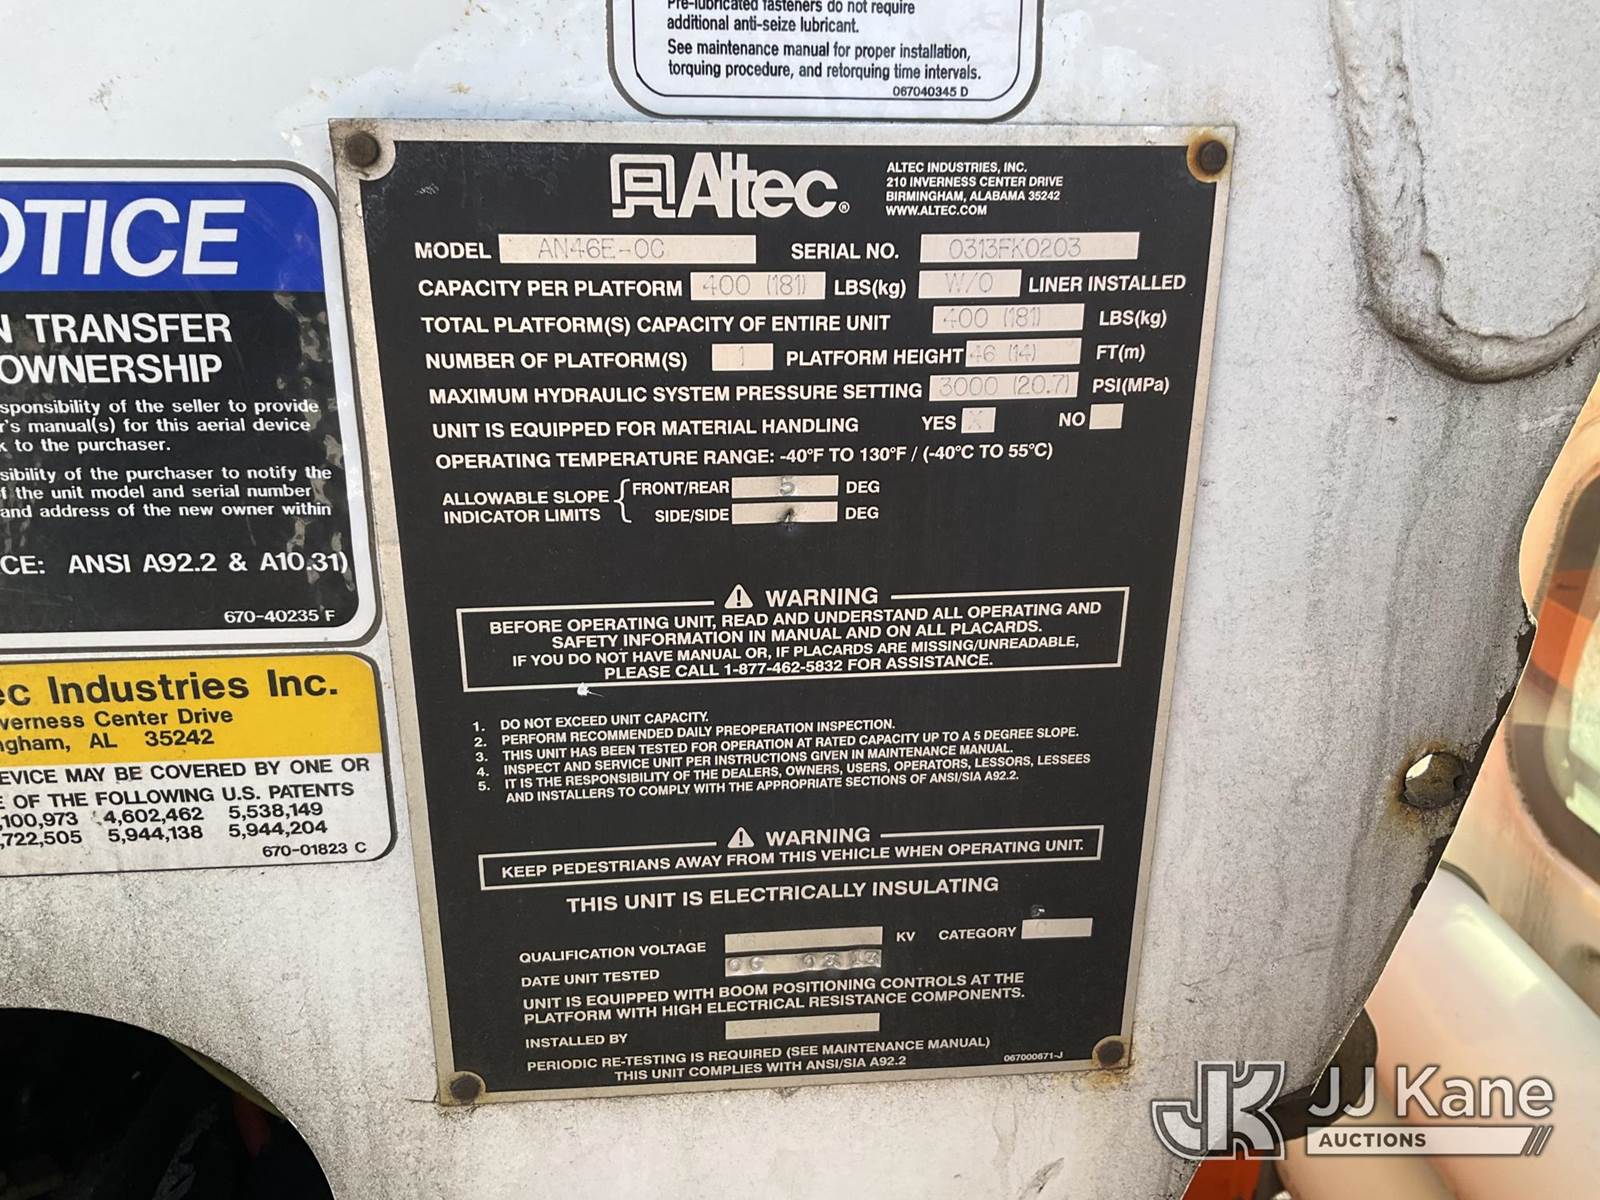 Pre-lubricated fasteners do not require
additional anti-seize lubricant.
See maintenance manual for proper installation,
torquing procedure, and retorquing time intervals.
067040345 D
OTICE
N TRANSFER
OWNERSHIP
sponsibility of the seller to provide
r's manual(s) for this aerial device
k to the purchaser.
sibility of the purchaser to notify the
f the unit model and serial number
and address of the new owner within
CE: ANSI A92.2 & A10.31)
670-40235 F
ec Industries Inc.
verness Center Drive
ngham, AL 35242
EVICE MAY BE COVERED BY ONE OR
E OF THE FOLLOWING U.S. PATENTS
,100,973 4,602,462 5,538,149
,722,505 5,944,138 5,944,204
670-01823 C
Altec®
ALTEC INDUSTRIES, INC.
210 INVERNESS CENTER DRIVE
BIRMINGHAM, ALABAMA 35242
WWW.ALTEC.COM
MODEL AN46E-OC SERIAL NO. 0313FK0203
CAPACITY PER PLATFORM 400 (181) LBS(kg) W/O LINER INSTALLED
TOTAL PLATFORM(S) CAPACITY OF ENTIRE UNIT 400 (181) LBS(kg)
NUMBER OF PLATFORM(S) 1 PLATFORM HEIGHT 46 (14) FT(m)
MAXIMUM HYDRAULIC SYSTEM PRESSURE SETTING 3000 (20.7) PSI(MPa)
UNIT IS EQUIPPED FOR MATERIAL HANDLING YES X NO
OPERATING TEMPERATURE RANGE: -40°F TO 130°F / (-40°C TO 55°C)
ALLOWABLE SLOPE INDICATOR LIMITS { FRONT/REAR 5 DEG
SIDE/SIDE DEG
WARNING
BEFORE OPERATING UNIT, READ AND UNDERSTAND ALL OPERATING AND
SAFETY INFORMATION IN MANUAL AND ON ALL PLACARDS.
IF YOU DO NOT HAVE MANUAL OR, IF PLACARDS ARE MISSING/UNREADABLE,
PLEASE CALL 1-877-462-5832 FOR ASSISTANCE.
1. DO NOT EXCEED UNIT CAPACITY.
2. PERFORM RECOMMENDED DAILY PREOPERATION INSPECTION.
3. THIS UNIT HAS BEEN TESTED FOR OPERATION AT RATED CAPACITY UP TO A 5 DEGREE SLOPE.
4. INSPECT AND SERVICE UNIT PER INSTRUCTIONS GIVEN IN MAINTENANCE MANUAL.
5. IT IS THE RESPONSIBILITY OF THE DEALERS, OWNERS, USERS, OPERATORS, LESSORS, LESSEES
AND INSTALLERS TO COMPLY WITH THE APPROPRIATE SECTIONS OF ANSI/SIA A92.2.
WARNING
KEEP PEDESTRIANS AWAY FROM THIS VEHICLE WHEN OPERATING UNIT.
THIS UNIT IS ELECTRICALLY INSULATING
QUALIFICATION VOLTAGE KV CATEGORY C
DATE UNIT TESTED
UNIT IS EQUIPPED WITH BOOM POSITIONING CONTROLS AT THE
PLATFORM WITH HIGH ELECTRICAL RESISTANCE COMPONENTS.
INSTALLED BY
PERIODIC RE-TESTING IS REQUIRED (SEE MAINTENANCE MANUAL)
THIS UNIT COMPLIES WITH ANSI/SIA A92.2
067000671-J
JK JJ Kane
AUCTIONS